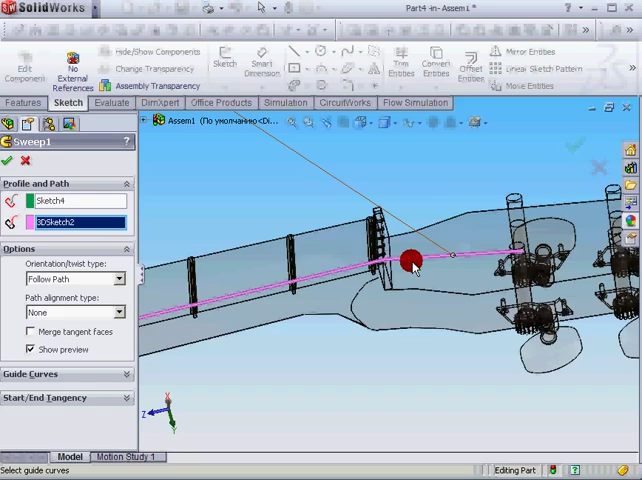 SolidWorks
Part4 -in- Assem1 *
Edit Component
No External References
Hide/Show Components
Change Transparency
Assembly Transparency
Sketch
Smart Dimension
Trim Entities
Convert Entities
Offset Entities
Mirror Entities
Linear Sketch Pattern
Move Entities
Features
Sketch
Evaluate
DimXpert
Office Products
Simulation
CircuitWorks
Flow Simulation
Sweep1
?
Assem1 (По умолчанию<Di...
Profile and Path
Sketch4
3DSketch2
Options
Orientation/twist type:
Follow Path
Path alignment type:
None
Merge tangent faces
Show preview
Guide Curves
Start/End Tangency
X
Z
Y
Model
Motion Study 1
Select guide curves
Editing Part